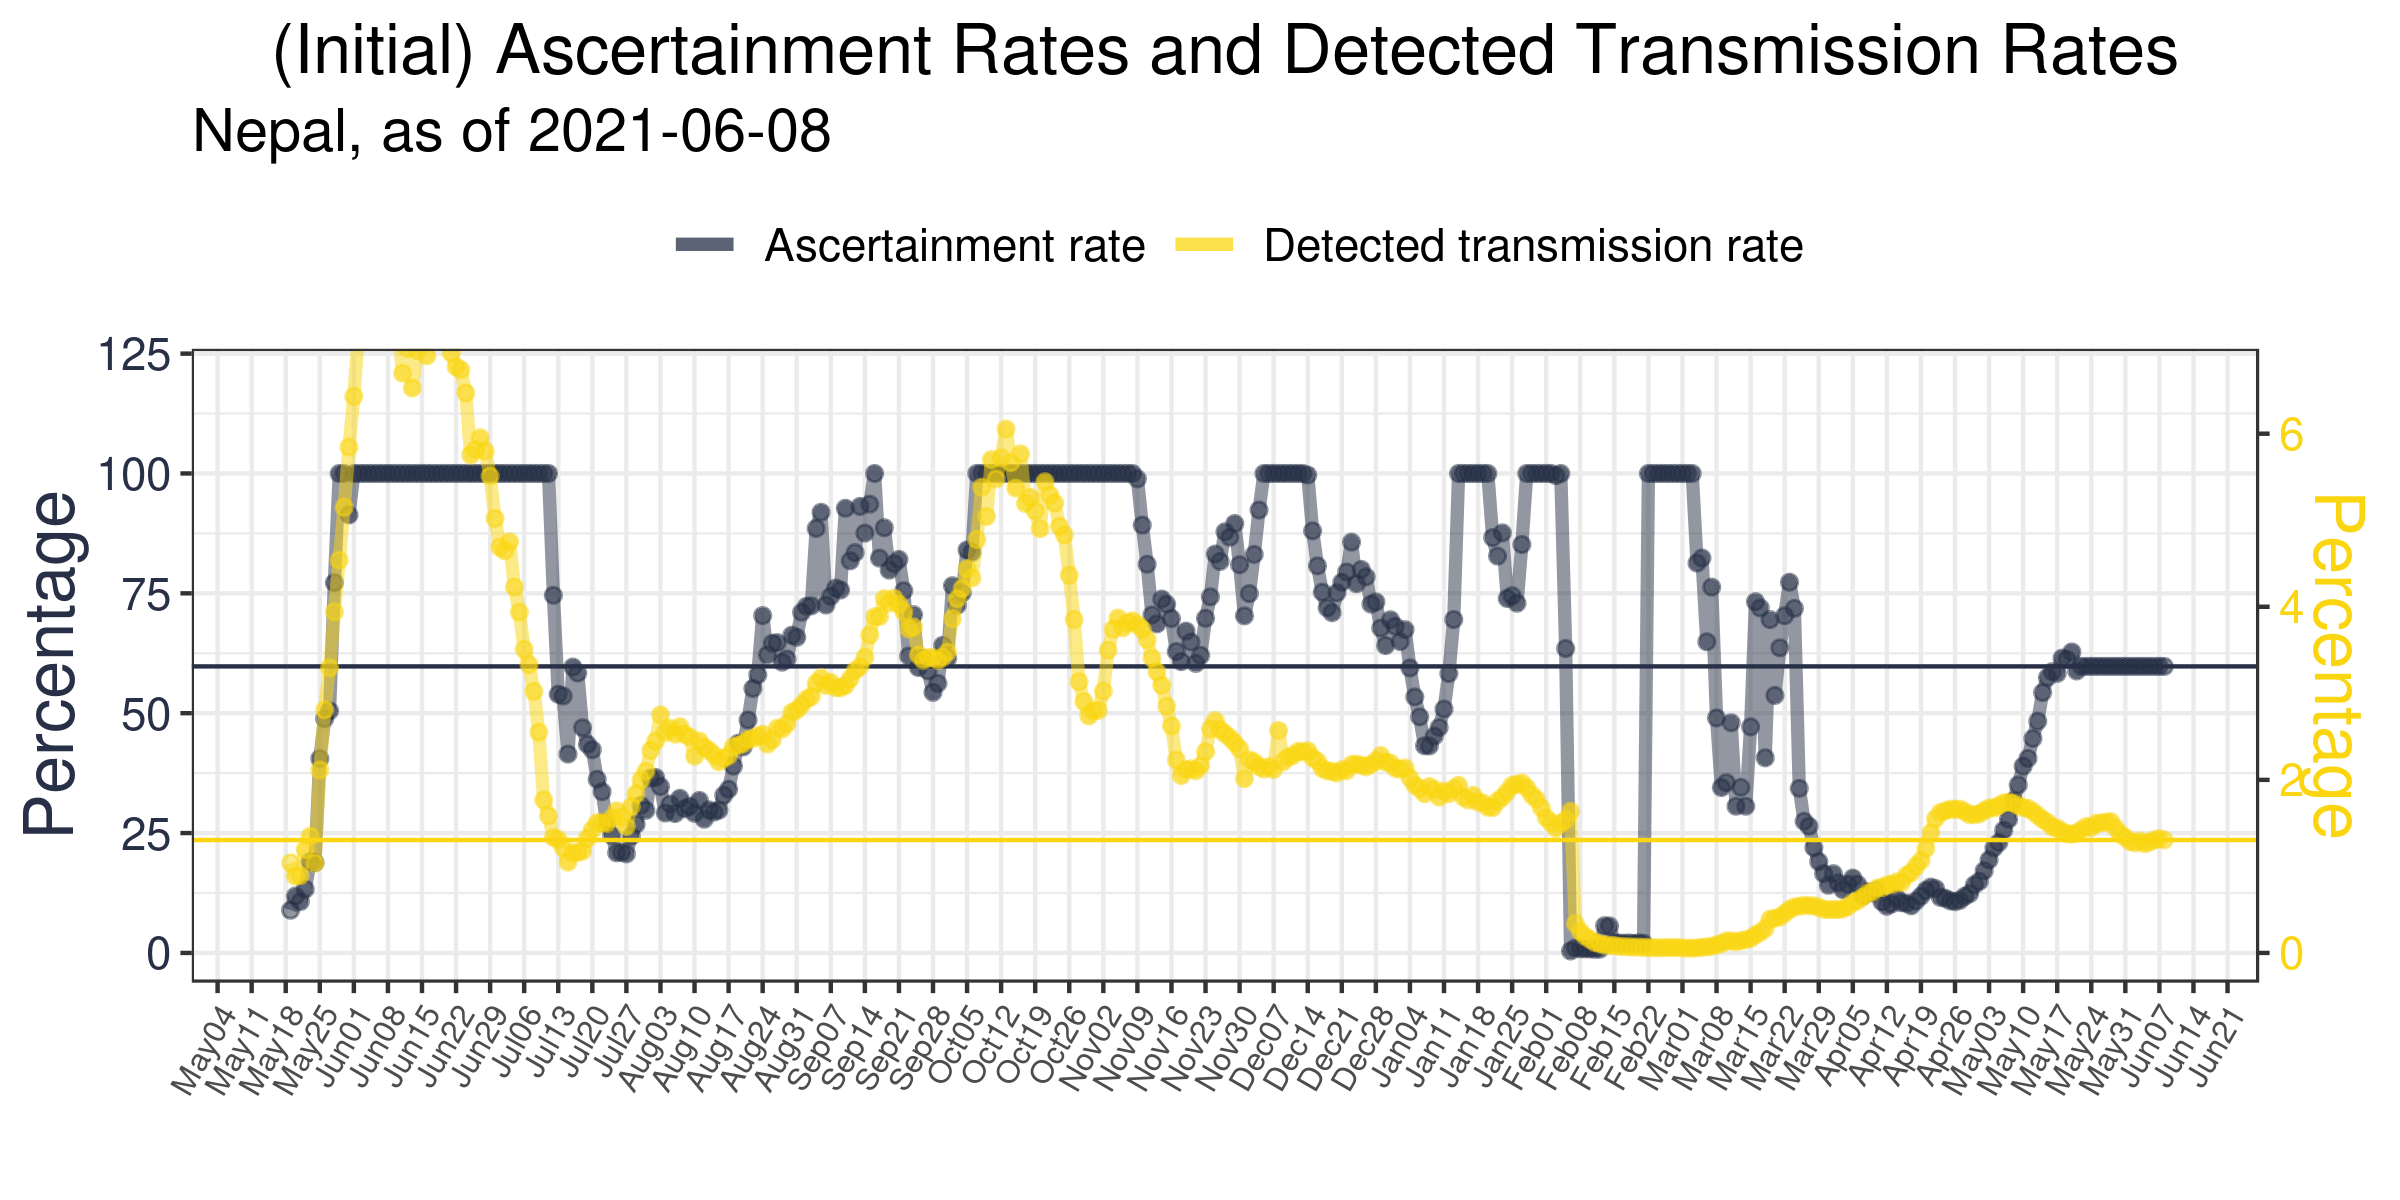 (Initial) Ascertainment Rates and Detected Transmission Rates
Nepal, as of 2021-06-08
Ascertainment rate
Detected transmission rate
Percentage
125
100
75
50
25
0
6
4
2
0
Percentage
May04
May11
May18
May25
Jun01
Jun08
Jun15
Jun22
Jun29
Jul06
Jul13
Jul20
Jul27
Aug03
Aug10
Aug17
Aug24
Aug31
Sep07
Sep14
Sep21
Sep28
Oct05
Oct12
Oct19
Oct26
Nov02
Nov09
Nov16
Nov23
Nov30
Dec07
Dec14
Dec21
Dec28
Jan04
Jan11
Jan18
Jan25
Feb01
Feb08
Feb15
Feb22
Mar01
Mar08
Mar15
Mar22
Mar29
Apr05
Apr12
Apr19
Apr26
May03
May10
May17
May24
May31
Jun07
Jun14
Jun21